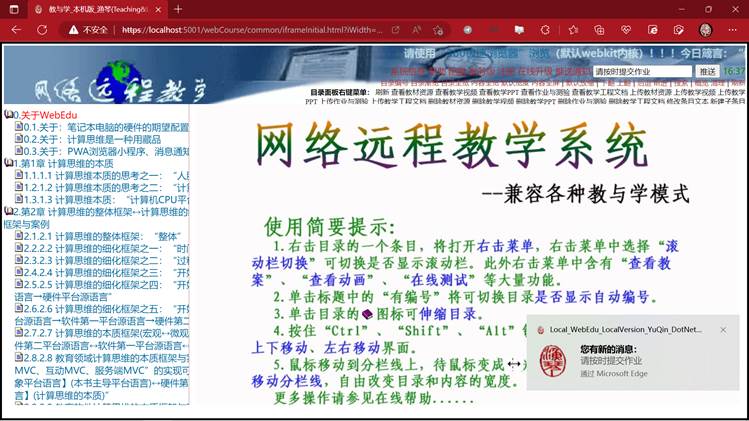 教与学_本机版_渔琴(Teaching&
不安全 https://localhost:5001/webCourse/common/iframeInitial.html?iWidth=...
网络远程教学
请使用
浏览
(默认webkit内核)！！！今日箴言：“
请按时提交作业 推送 16:37
目录面板右键菜单： 刷新 查看教材资源 查看教学视频 查看教学PPT 查看作业与测验 查看教学工程文档 上传教材资源 上传教学视频 上传教学
PPT 上传作业与测验 上传教学工程文档 删除教材资源 删除教学视频 删除教学PPT 删除作业与测验 删除教学工程文档 修改条目文本 新建子条目
0.关于WebEdu
0.1.关于：笔记本电脑的硬件的期望配置
0.2.关于：计算思维是一种用藏品
0.3.关于：PWA浏览器小程序、消息通知
1.第1章 计算思维的本质
1.1.1.1 计算思维本质的思考之一：“人脑
1.2.1.2 计算思维本质的思考之二：“计算
1.3.1.3 计算思维本质：“计算机CPU平台
2.第2章 计算思维的整体框架↔计算思维的
框架与案例
2.1.2.1 计算思维的整体框架：“整体”
2.2.2.2 计算思维的细化框架之一：“时间
2.3.2.3 计算思维的细化框架之二：“过程
2.4.2.4 计算思维的细化框架之三：“开始
2.5.2.5 计算思维的细化框架之四：“开始
语言→硬件平台源语言”
2.6.2.6 计算思维的细化框架之五：“开始
台源语言→软件第一平台源语言→硬件第二
2.7.2.7 计算思维的本质框架(宏观↔微观
件第二平台源语言↔软件第一平台源语言↔
2.8.2.8 教育领域计算思维的本质框架与案
MVC、互动MVC、服务端MVC”的实现可
象平台语言】(书本主导平台语言)↔硬件第
言】(计算思维的本质)”
网络远程教学系统
--兼容各种教与学模式
使用简要提示：
1. 右击目录的一个条目，将打开右击菜单，右击菜单中选择“滚
动栏切换”可切换是否显示滚动栏。此外右击菜单中含有“查看教
案”、“查看动画”、“在线测试”等大量功能。
2. 单击标题中的“有编号”将可切换目录是否显示自动编号。
3. 单击目录的图标可伸缩目录。
4. 按住“Ctrl”、“Shift”、“Alt”
上下移动、左右移动界面。
5. 鼠标移动到分栏线上，待鼠标变成
移动分栏线，自由改变目录和内容的宽度。
更多操作请参见在线帮助......
Local_WebEdu_LocalVersion_YuQin_DotNet...
您有新的消息:
请按时提交作业
通过 Microsoft Edge